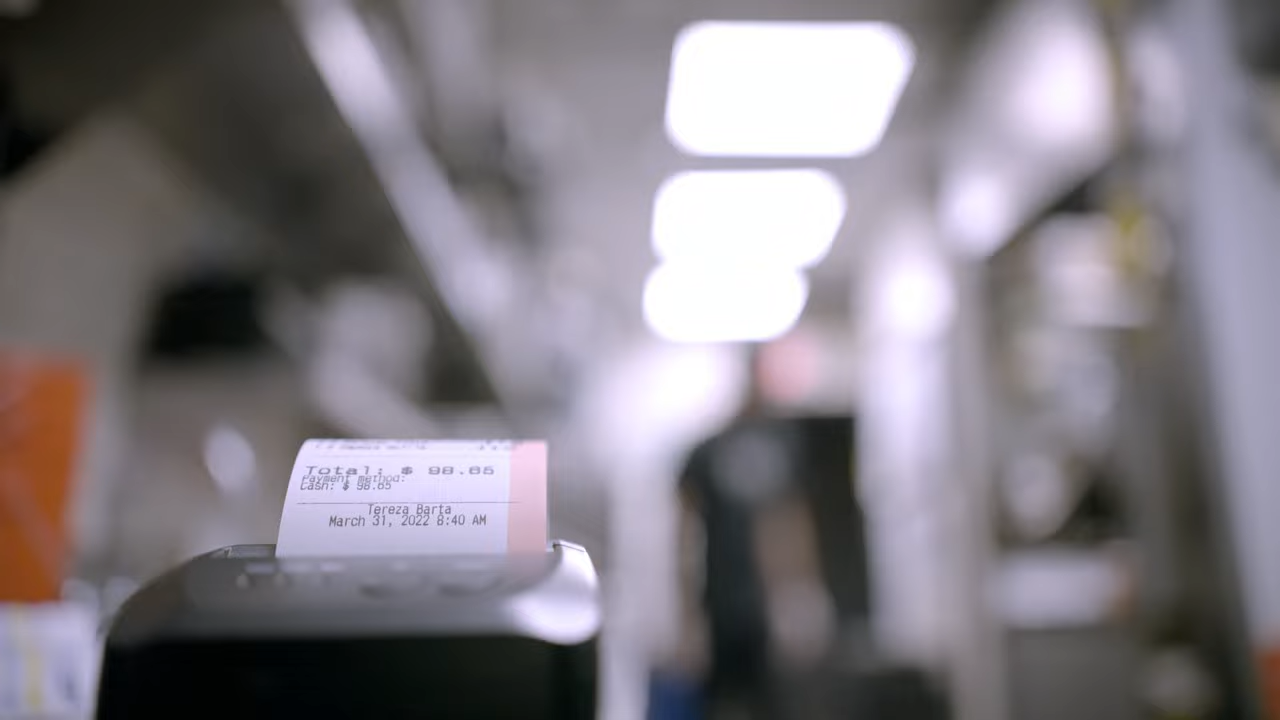 Total: $ 98.65
Payment method:
Cash: $ 98.65
Tereza Barta
March 31, 2022 8:40 AM